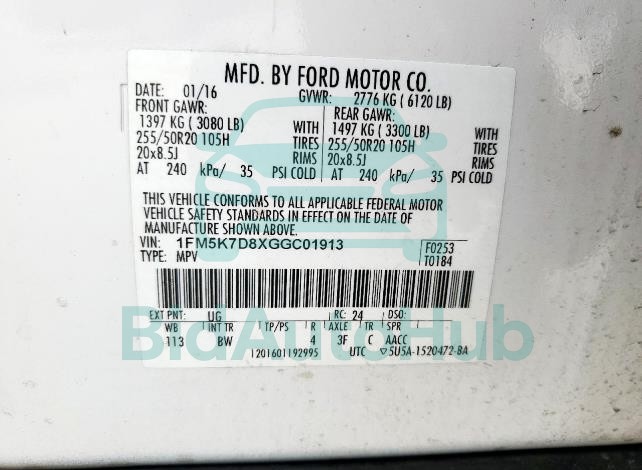 MFD. BY FORD MOTOR CO.
DATE: 01/16 GVWR: 2776 KG ( 6120 LB)
FRONT GAWR: REAR GAWR:
1397 KG ( 3080 LB) WITH 1497 KG ( 3300 LB) WITH
255/50R20 105H TIRES 255/50R20 105H TIRES
20x8.5J RIMS 20x8.5J RIMS
AT 240 kPa/ 35 PSI COLD AT 240 kPa/ 35 PSI COLD
THIS VEHICLE CONFORMS TO ALL APPLICABLE FEDERAL MOTOR
VEHICLE SAFETY STANDARDS IN EFFECT ON THE DATE OF
MANUFACTURE SHOWN ABOVE.
VIN: 1FM5K7D8XGGC01913 F0253
TYPE: MPV T0184
EXT PNT: UG RC: 24 DSO:
WB INT TR TP/PS R AXLE TR SPR
113 BW 4 3F C AACC
1201601192995 UTC ▽5U5A-1520472-BA
BidAutoHub